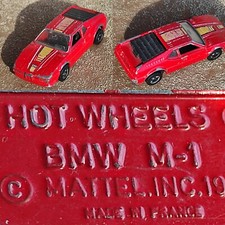 HOT WHEELS
BMW M-1
© MATTEL.INC.19
MADE IN FRANCE